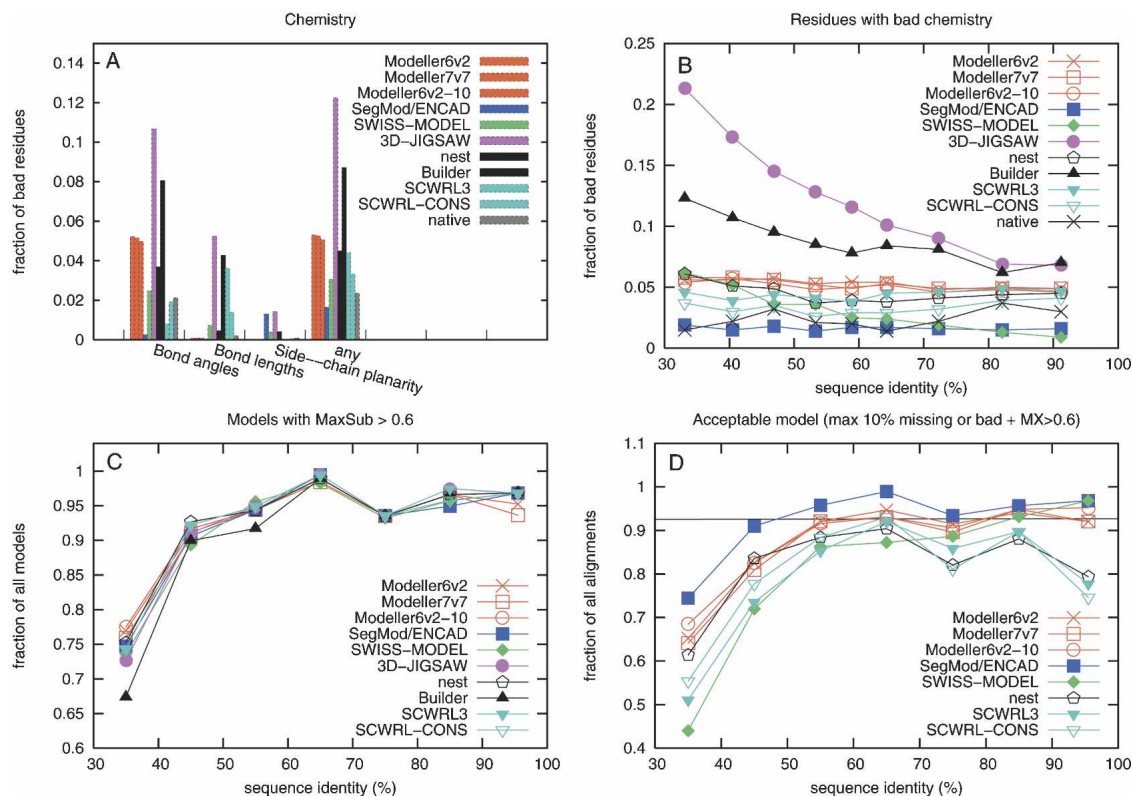 Chemistry
A
fraction of bad residues
0.14
0.12
0.1
0.08
0.06
0.04
0.02
0
Modeller6v2
Modeller7v7
Modeller6v2-10
SegMod/ENCAD
SWISS-MODEL
3D-JIGSAW
nest
Builder
SCWRL3
SCWRL-CONS
native
Bond angles
Bond lengths
Side--chain planarity
any
Residues with bad chemistry
B
fraction of bad residues
0.25
0.2
0.15
0.1
0.05
0
Modeller6v2
Modeller7v7
Modeller6v2-10
SegMod/ENCAD
SWISS-MODEL
3D-JIGSAW
nest
Builder
SCWRL3
SCWRL-CONS
native
30 40 50 60 70 80 90 100
sequence identity (%)
Models with MaxSub > 0.6
C
fraction of all models
1
0.95
0.9
0.85
0.8
0.75
0.7
0.65
0.6
Modeller6v2
Modeller7v7
Modeller6v2-10
SegMod/ENCAD
SWISS-MODEL
3D-JIGSAW
nest
Builder
SCWRL3
SCWRL-CONS
30 40 50 60 70 80 90 100
sequence identity (%)
Acceptable model (max 10% missing or bad + MX>0.6)
D
fraction of all alignments
1.1
1
0.9
0.8
0.7
0.6
0.5
0.4
Modeller6v2
Modeller7v7
Modeller6v2-10
SegMod/ENCAD
SWISS-MODEL
nest
SCWRL3
SCWRL-CONS
30 40 50 60 70 80 90 100
sequence identity (%)